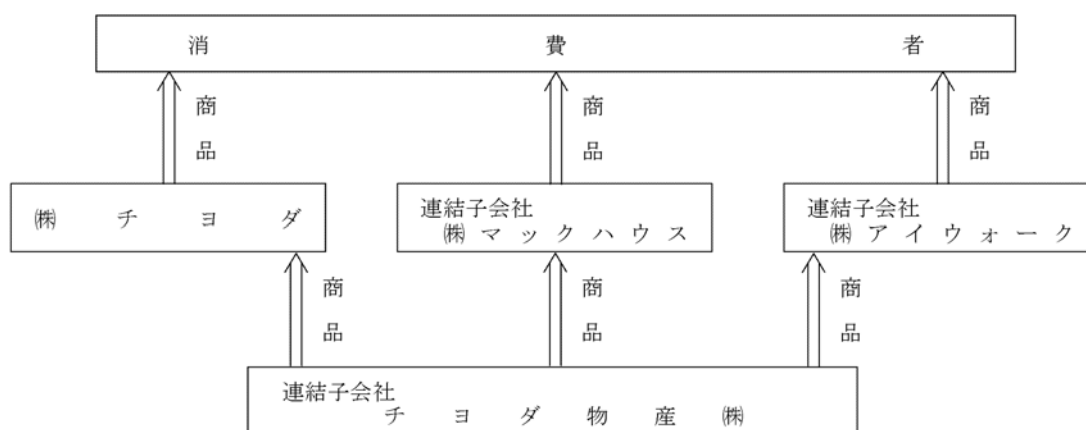 消費者
商品
商品
商品
㈱チヨダ
連結子会社
㈱マックハウス
連結子会社
㈱アイウォーク
商品
商品
商品
連結子会社
チヨダ物産㈱